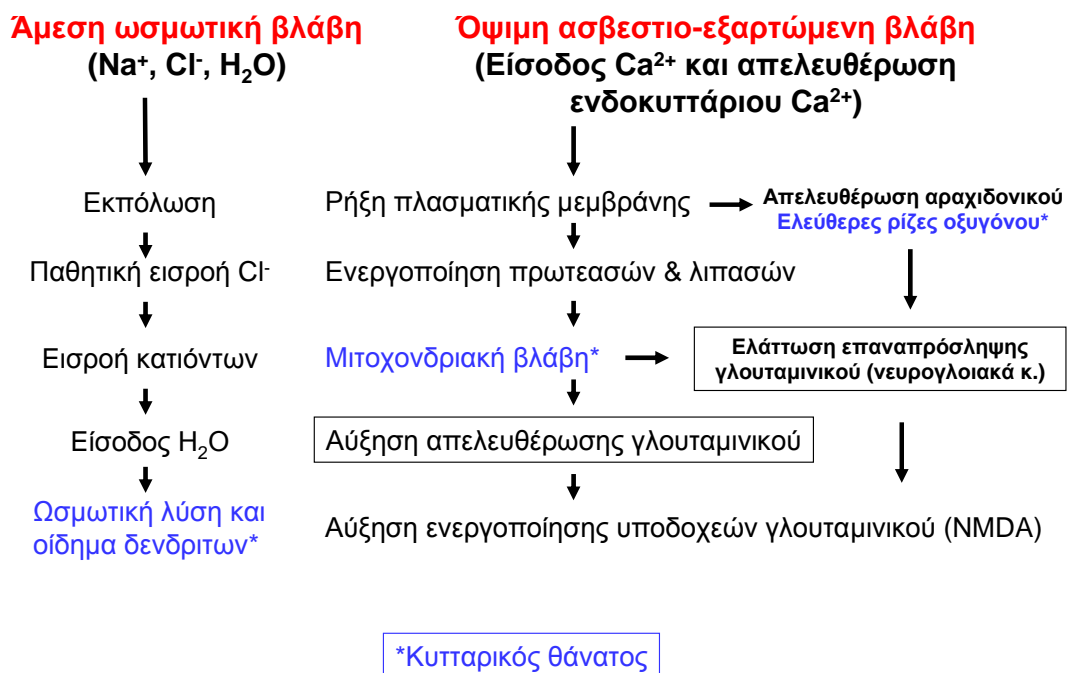 Άμεση ωσμωτική βλάβη
(Na⁺, Cl⁻, H₂O)
Εκπόλωση
Παθητική εισροή Cl⁻
Εισροή κατιόντων
Είσοδος H₂O
Ωσμωτική λύση και
οίδημα δενδριτων*
Όψιμη ασβεστιο-εξαρτώμενη βλάβη
(Είσοδος Ca²⁺ και απελευθέρωση
ενδοκυττάριου Ca²⁺)
Ρήξη πλασματικής μεμβράνης
Απελευθέρωση αραχιδονικού
Ελεύθερες ρίζες οξυγόνου*
Ενεργοποίηση πρωτεασών & λιπασών
Μιτοχονδριακή βλάβη*
Ελάττωση επαναπρόσληψης
γλουταμινικού (νευρογλοιακά κ.)
Αύξηση απελευθέρωσης γλουταμινικού
Αύξηση ενεργοποίησης υποδοχεών γλουταμινικού (NMDA)
*Κυτταρικός θάνατος